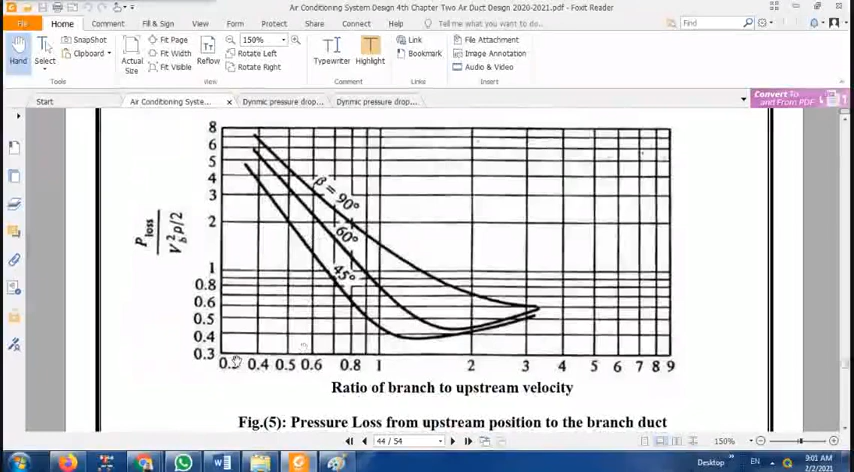 Air Conditioning System Design 4th Chapter Two Ar Duct Design 2020-2021.pdf - Foxit Reader
File Home Comment Fill & Sign View Form Protect Share Connect Help Tell me what you want to do... Find
Hand Select SnapShot Clipboard
Actual Size Fit Page Fit Width Fit Visible Reflow 150% Rotate Left Rotate Right
Typewriter Highlight Link Bookmark File Attachment Image Annotation Audio & Video
Tools View Comment Links Insert
Start Air Conditioning Syste... Dynmic pressure drop... Dynmic pressure drop... Convert To and From PDF
8
6
5
4
3
2
1
0.8
0.6
0.5
0.4
0.3
P loss
V²bρ/2
β = 90°
60°
45°
0.3 0.4 0.5 0.6 0.8 1 2 3 4 5 6 7 8 9
Ratio of branch to upstream velocity
Fig.(5): Pressure Loss from upstream position to the branch duct
44 / 54 150%
Desktop EN 9:01 AM
2/2/2021